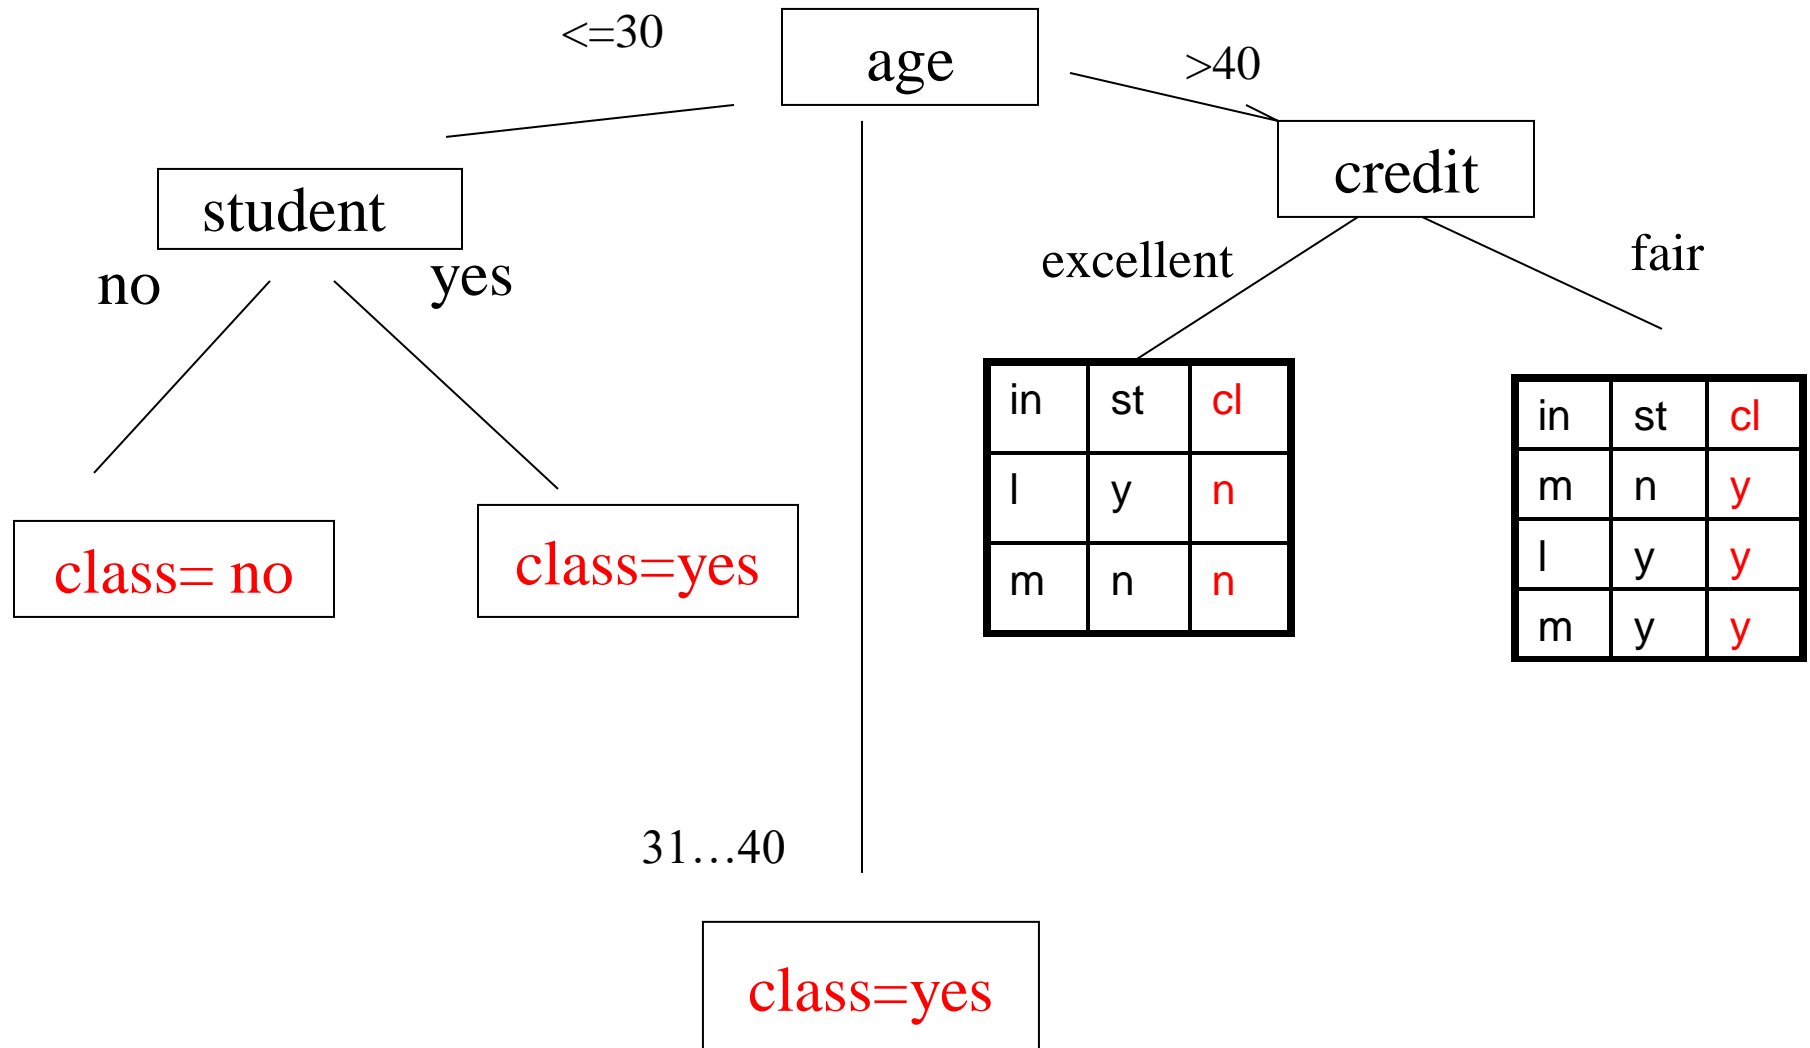 <=30
age
>40
student
credit
no
yes
excellent
fair
in st cl
l y n
m n n
in st cl
m n y
l y y
m y y
class= no
class=yes
31…40
class=yes